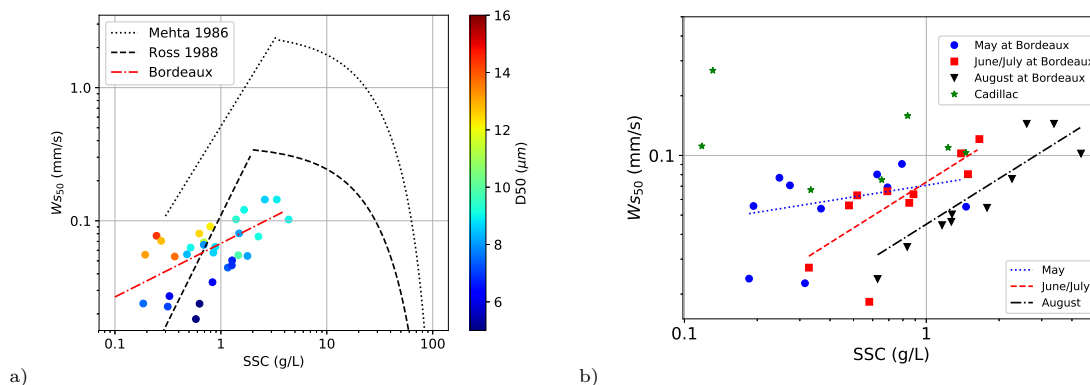 Mehta 1986
Ross 1988
Bordeaux
1.0
0.1
Ws50 (mm/s)
0.1
1
10
100
SSC (g/L)
16
14
12
10
8
6
D50 (μm)
a)
May at Bordeaux
June/July at Bordeaux
August at Bordeaux
Cadillac
0.1
Ws50 (mm/s)
May
June/July
August
0.1
1
SSC (g/L)
b)